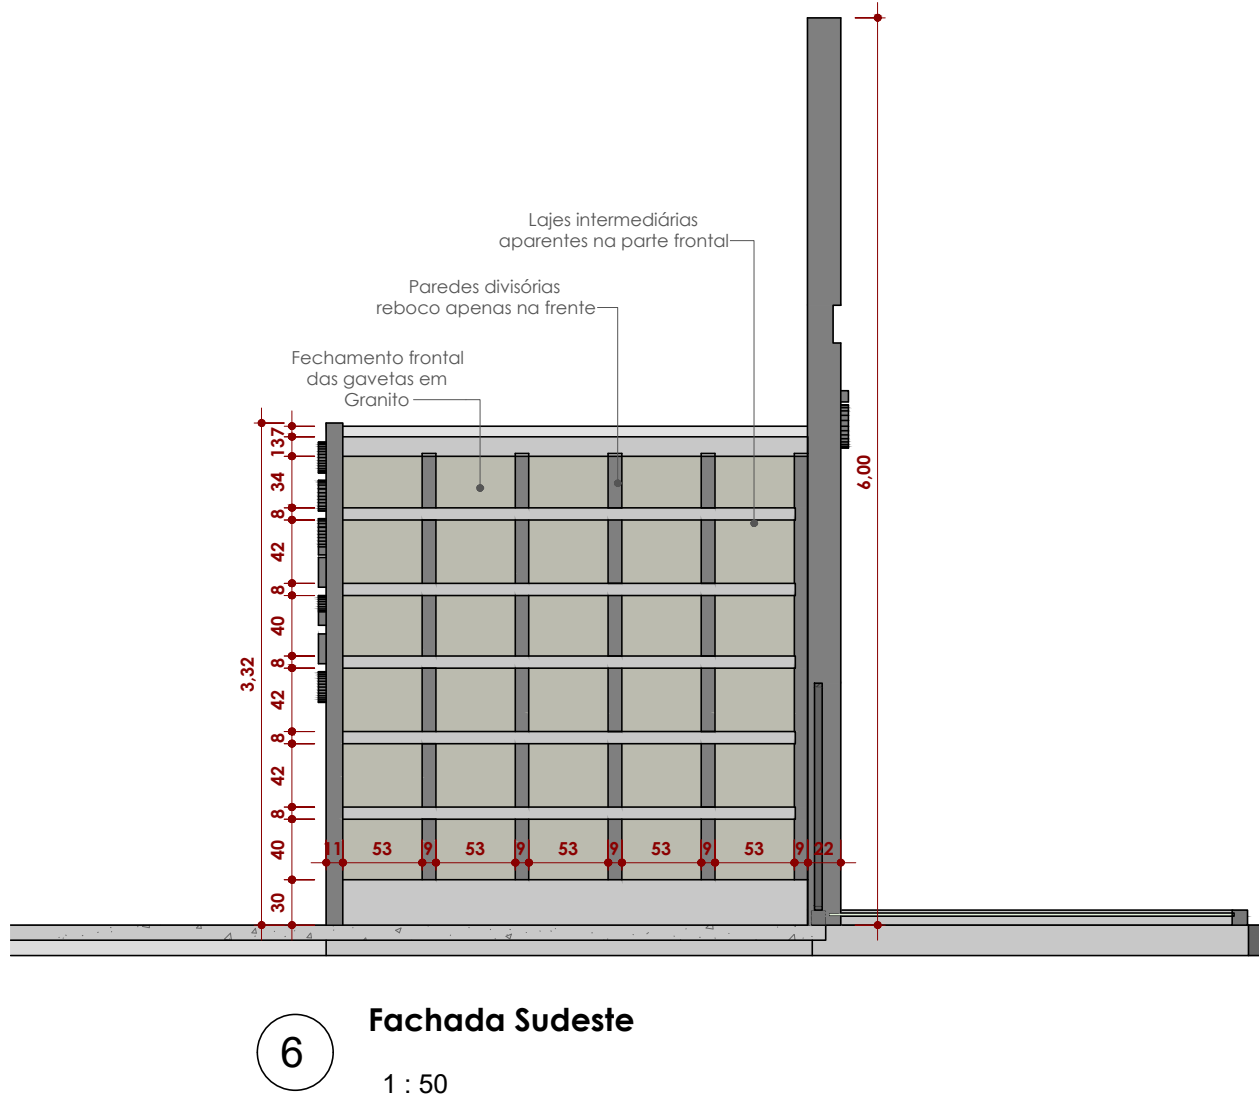 Lajes intermediárias
aparentes na parte frontal
Paredes divisórias
reboco apenas na frente
Fechamento frontal
das gavetas em
Granito
6,00
3,32
7
13
34
8
42
8
40
8
42
8
42
8
40
30
11 53 9 53 9 53 9 53 9 53 9 22
6
Fachada Sudeste
1 : 50